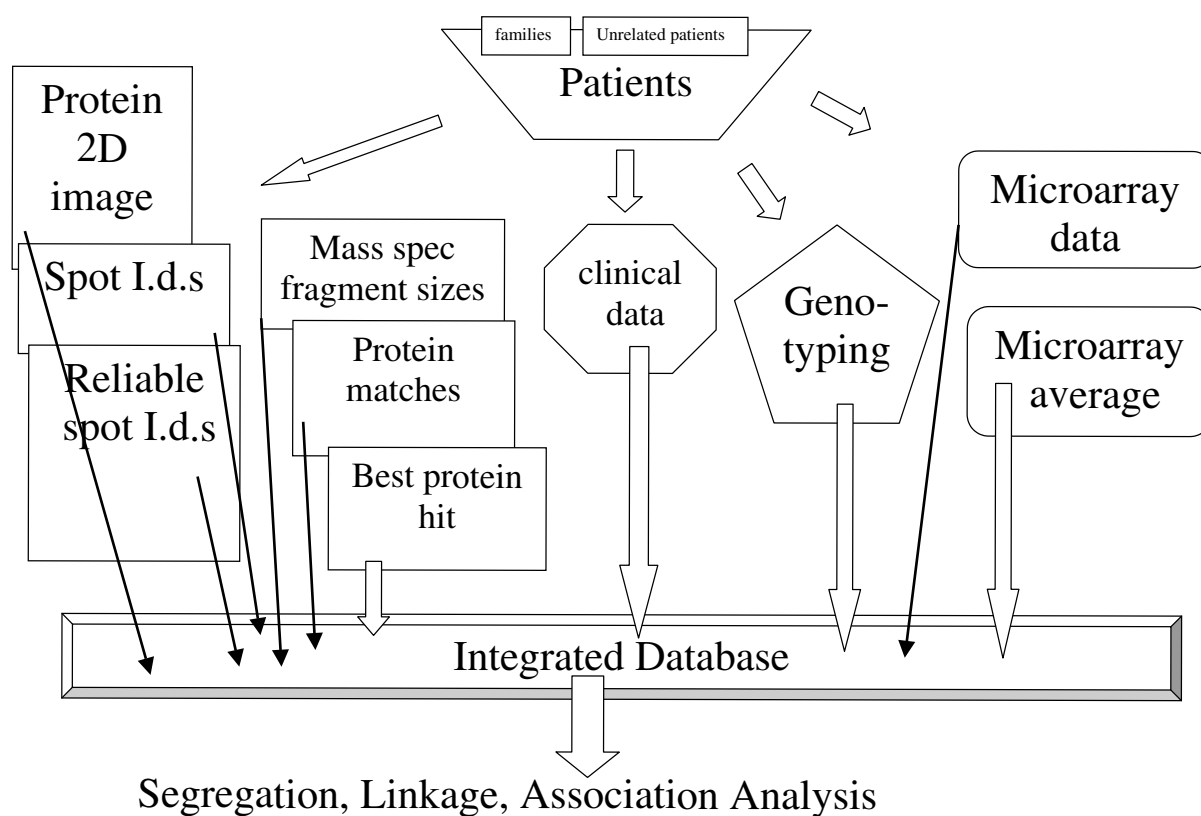 families
Unrelated patients
Patients
Protein
2D
image
Spot I.d.s
Reliable
spot I.d.s
Mass spec
fragment sizes
Protein
matches
Best protein
hit
clinical
data
Geno-
typing
Microarray
data
Microarray
average
Integrated Database
Segregation, Linkage, Association Analysis